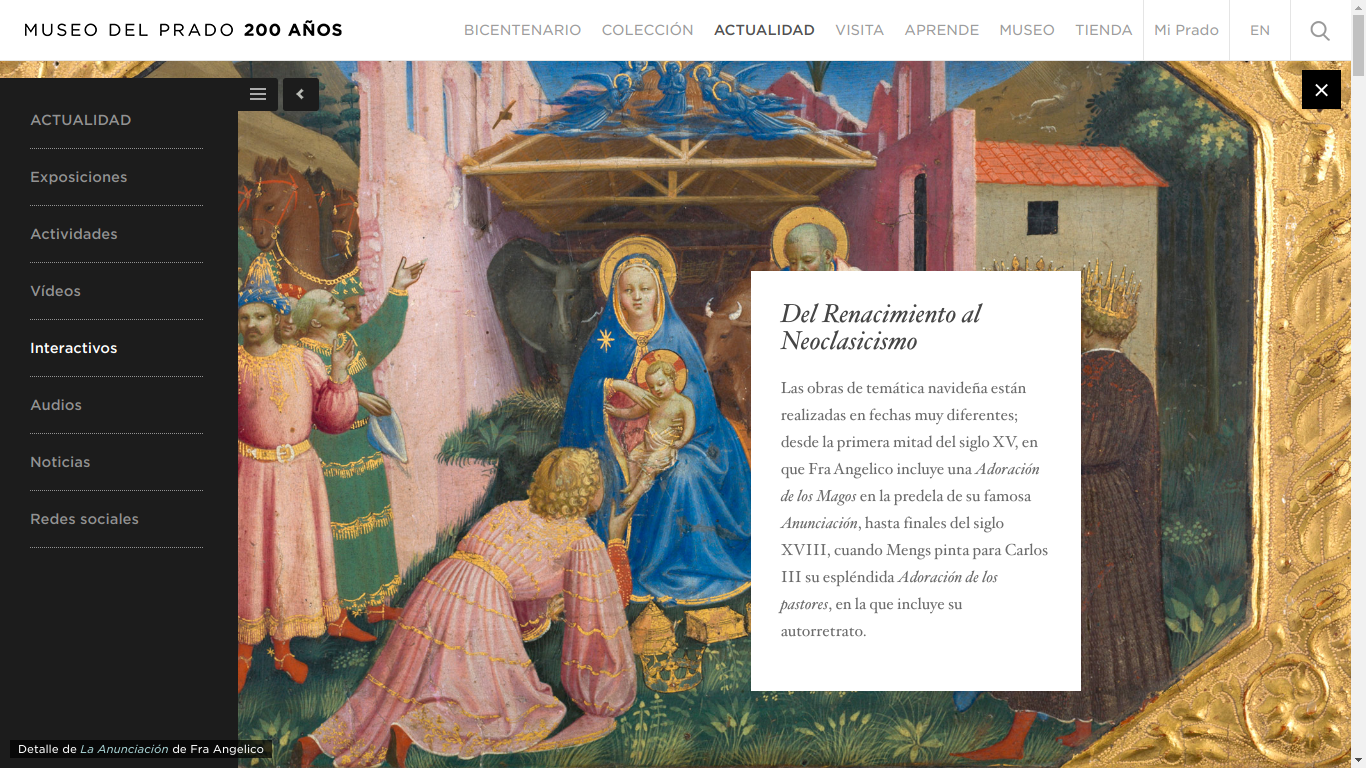 MUSEO DEL PRADO 200 AÑOS
BICENTENARIO COLECCIÓN ACTUALIDAD VISITA APRENDE MUSEO TIENDA Mi Prado EN
ACTUALIDAD
Exposiciones
Actividades
Vídeos
Interactivos
Audios
Noticias
Redes sociales
Del Renacimiento al
Neoclasicismo
Las obras de temática navideña están
realizadas en fechas muy diferentes;
desde la primera mitad del siglo XV, en
que Fra Angelico incluye una Adoración
de los Magos en la predela de su famosa
Anunciación, hasta finales del siglo
XVIII, cuando Mengs pinta para Carlos
III su espléndida Adoración de los
pastores, en la que incluye su
autorretrato.
Detalle de La Anunciación de Fra Angelico